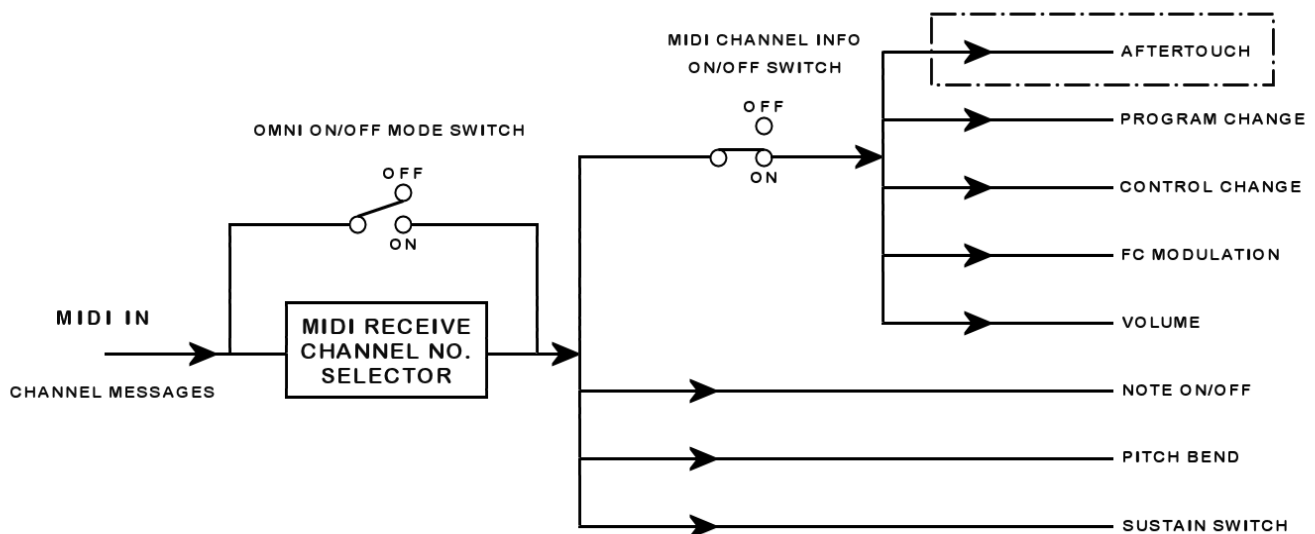 MIDI CHANNEL INFO
ON/OFF SWITCH
OFF
ON
AFTERTOUCH
PROGRAM CHANGE
CONTROL CHANGE
FC MODULATION
VOLUME
OMNI ON/OFF MODE SWITCH
OFF
ON
MIDI IN
CHANNEL MESSAGES
MIDI RECEIVE
CHANNEL NO.
SELECTOR
NOTE ON/OFF
PITCH BEND
SUSTAIN SWITCH